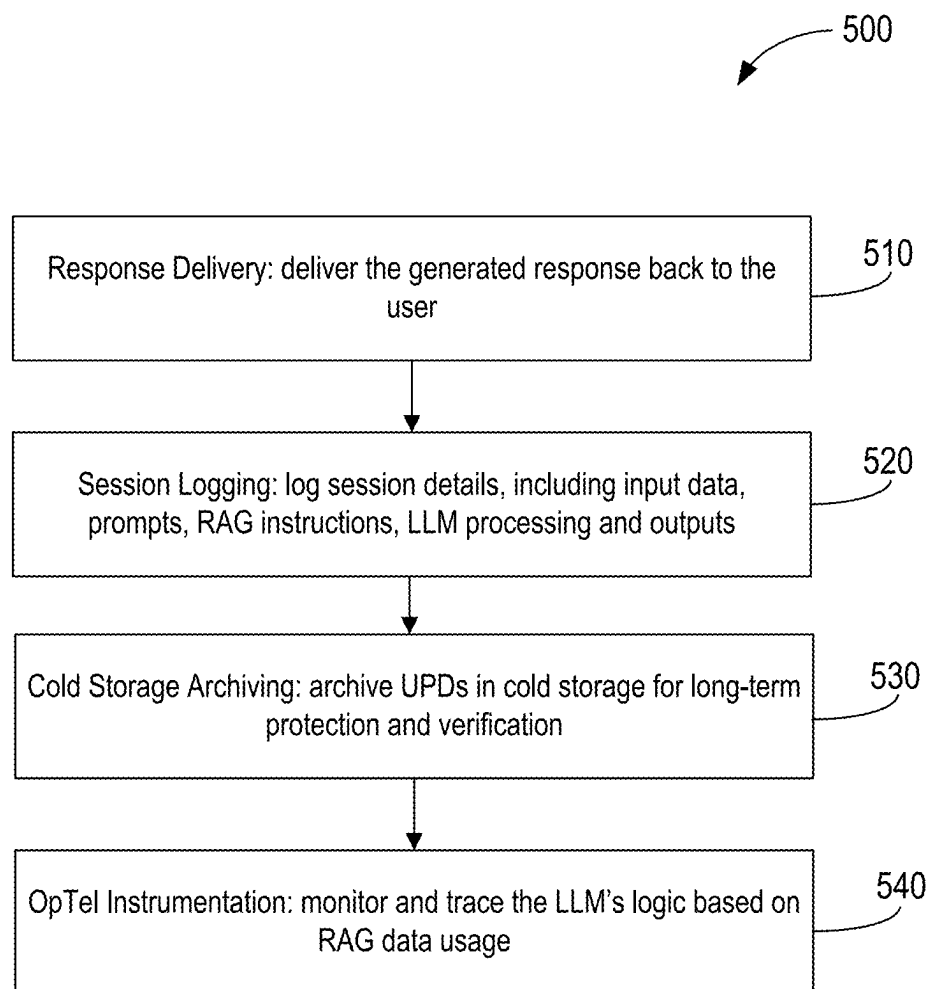 500
Response Delivery: deliver the generated response back to the
user
510
Session Logging: log session details, including input data,
prompts, RAG instructions, LLM processing and outputs
520
Cold Storage Archiving: archive UPDs in cold storage for long-term
protection and verification
530
OpTel Instrumentation: monitor and trace the LLM's logic based on
RAG data usage
540